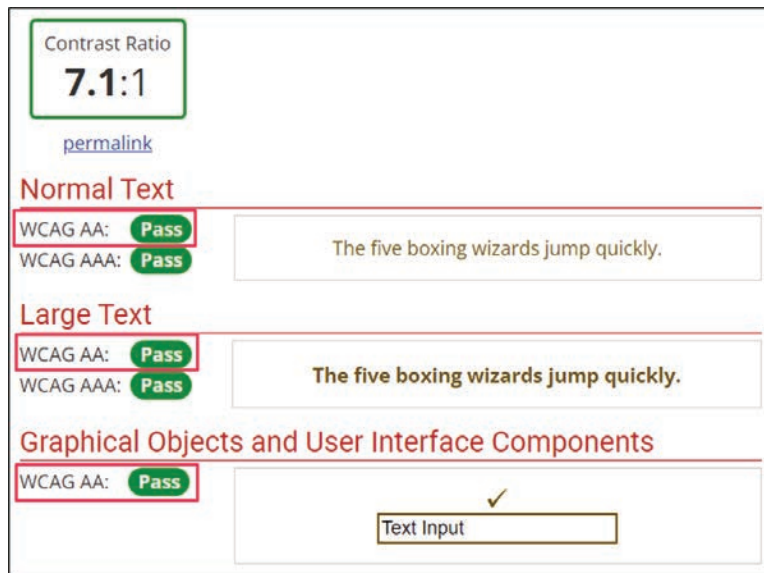 Contrast Ratio
7.1:1
permalink
Normal Text
WCAG AA: Pass
The five boxing wizards jump quickly.
WCAG AAA: Pass
Large Text
WCAG AA: Pass
The five boxing wizards jump quickly.
WCAG AAA: Pass
Graphical Objects and User Interface Components
WCAG AA: Pass
✓
Text Input